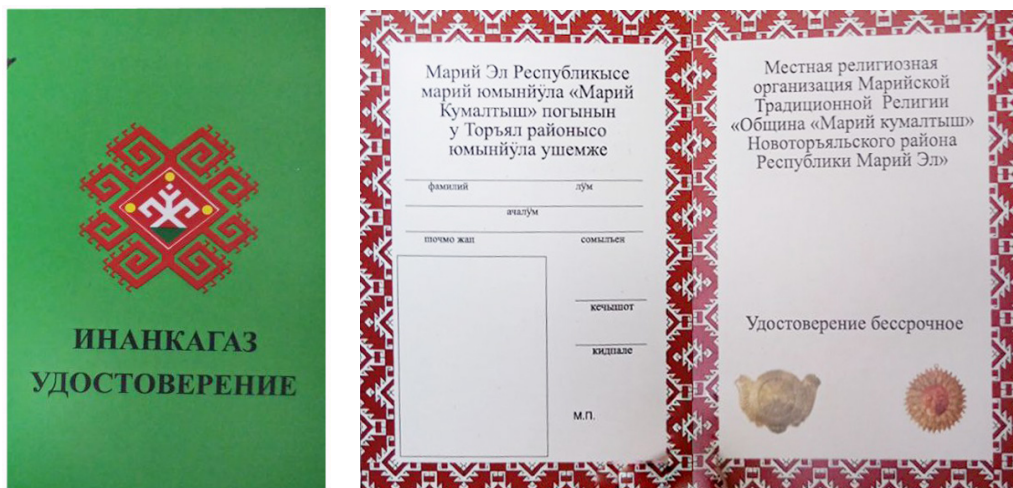 ИНАНКАГАЗ
УДОСТОВЕРЕНИЕ
Марий Эл Республикысе
марий юмынйӱла «Марий
Кумалтыш» погынын
у Торъял районысо
юмынйӱла ушемже
фамилий лӱм
ачалӱм
шочмо жап сомылъен
кечышот
кидпале
М.П.
Местная религиозная
организация Марийской
Традиционной Религии
«Община «Марий кумалтыш»
Новоторъяльского района
Республики Марий Эл»
Удостоверение бессрочное